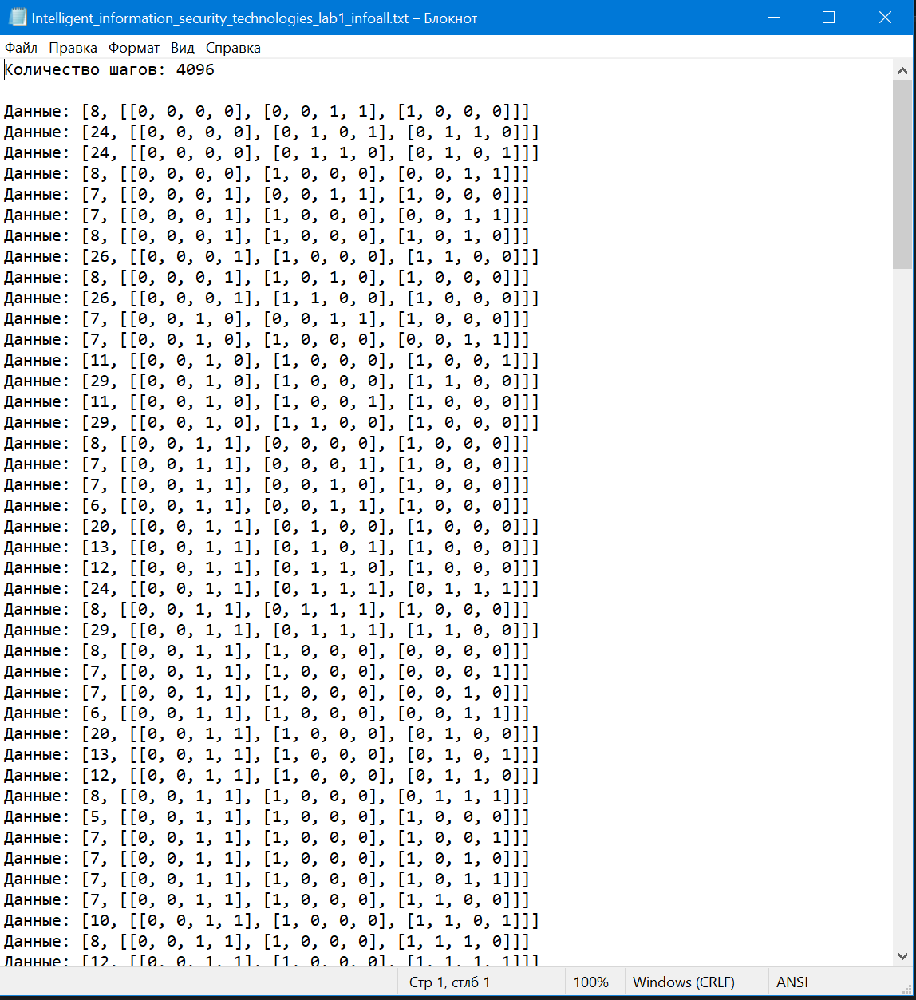 Intelligent_information_security_technologies_lab1_infoall.txt – Блокнот
Файл Правка Формат Вид Справка
Количество шагов: 4096
Данные: [8, [[0, 0, 0, 0], [0, 0, 1, 1], [1, 0, 0, 0]]]
Данные: [24, [[0, 0, 0, 0], [0, 1, 0, 1], [0, 1, 1, 0]]]
Данные: [24, [[0, 0, 0, 0], [0, 1, 1, 0], [0, 1, 0, 1]]]
Данные: [8, [[0, 0, 0, 0], [1, 0, 0, 0], [0, 0, 1, 1]]]
Данные: [7, [[0, 0, 0, 1], [0, 0, 1, 1], [1, 0, 0, 0]]]
Данные: [7, [[0, 0, 0, 1], [1, 0, 0, 0], [0, 0, 1, 1]]]
Данные: [8, [[0, 0, 0, 1], [1, 0, 0, 0], [1, 0, 1, 0]]]
Данные: [26, [[0, 0, 0, 1], [1, 0, 0, 0], [1, 1, 0, 0]]]
Данные: [8, [[0, 0, 0, 1], [1, 0, 1, 0], [1, 0, 0, 0]]]
Данные: [26, [[0, 0, 0, 1], [1, 1, 0, 0], [1, 0, 0, 0]]]
Данные: [7, [[0, 0, 1, 0], [0, 0, 1, 1], [1, 0, 0, 0]]]
Данные: [7, [[0, 0, 1, 0], [1, 0, 0, 0], [0, 0, 1, 1]]]
Данные: [11, [[0, 0, 1, 0], [1, 0, 0, 0], [1, 0, 0, 1]]]
Данные: [29, [[0, 0, 1, 0], [1, 0, 0, 0], [1, 1, 0, 0]]]
Данные: [11, [[0, 0, 1, 0], [1, 0, 0, 1], [1, 0, 0, 0]]]
Данные: [29, [[0, 0, 1, 0], [1, 1, 0, 0], [1, 0, 0, 0]]]
Данные: [8, [[0, 0, 1, 1], [0, 0, 0, 0], [1, 0, 0, 0]]]
Данные: [7, [[0, 0, 1, 1], [0, 0, 0, 1], [1, 0, 0, 0]]]
Данные: [7, [[0, 0, 1, 1], [0, 0, 1, 0], [1, 0, 0, 0]]]
Данные: [6, [[0, 0, 1, 1], [0, 0, 1, 1], [1, 0, 0, 0]]]
Данные: [20, [[0, 0, 1, 1], [0, 1, 0, 0], [1, 0, 0, 0]]]
Данные: [13, [[0, 0, 1, 1], [0, 1, 0, 1], [1, 0, 0, 0]]]
Данные: [12, [[0, 0, 1, 1], [0, 1, 1, 0], [1, 0, 0, 0]]]
Данные: [24, [[0, 0, 1, 1], [0, 1, 1, 1], [0, 1, 1, 1]]]
Данные: [8, [[0, 0, 1, 1], [0, 1, 1, 1], [1, 0, 0, 0]]]
Данные: [29, [[0, 0, 1, 1], [0, 1, 1, 1], [1, 1, 0, 0]]]
Данные: [8, [[0, 0, 1, 1], [1, 0, 0, 0], [0, 0, 0, 0]]]
Данные: [7, [[0, 0, 1, 1], [1, 0, 0, 0], [0, 0, 0, 1]]]
Данные: [7, [[0, 0, 1, 1], [1, 0, 0, 0], [0, 0, 1, 0]]]
Данные: [6, [[0, 0, 1, 1], [1, 0, 0, 0], [0, 0, 1, 1]]]
Данные: [20, [[0, 0, 1, 1], [1, 0, 0, 0], [0, 1, 0, 0]]]
Данные: [13, [[0, 0, 1, 1], [1, 0, 0, 0], [0, 1, 0, 1]]]
Данные: [12, [[0, 0, 1, 1], [1, 0, 0, 0], [0, 1, 1, 0]]]
Данные: [8, [[0, 0, 1, 1], [1, 0, 0, 0], [0, 1, 1, 1]]]
Данные: [5, [[0, 0, 1, 1], [1, 0, 0, 0], [1, 0, 0, 0]]]
Данные: [7, [[0, 0, 1, 1], [1, 0, 0, 0], [1, 0, 0, 1]]]
Данные: [7, [[0, 0, 1, 1], [1, 0, 0, 0], [1, 0, 1, 0]]]
Данные: [7, [[0, 0, 1, 1], [1, 0, 0, 0], [1, 0, 1, 1]]]
Данные: [7, [[0, 0, 1, 1], [1, 0, 0, 0], [1, 1, 0, 0]]]
Данные: [10, [[0, 0, 1, 1], [1, 0, 0, 0], [1, 1, 0, 1]]]
Данные: [8, [[0, 0, 1, 1], [1, 0, 0, 0], [1, 1, 1, 0]]]
Данные: [12, [[0, 0, 1, 1], [1, 0, 0, 0], [1, 1, 1, 1]]]
Стр 1, стлб 1 100% Windows (CRLF) ANSI